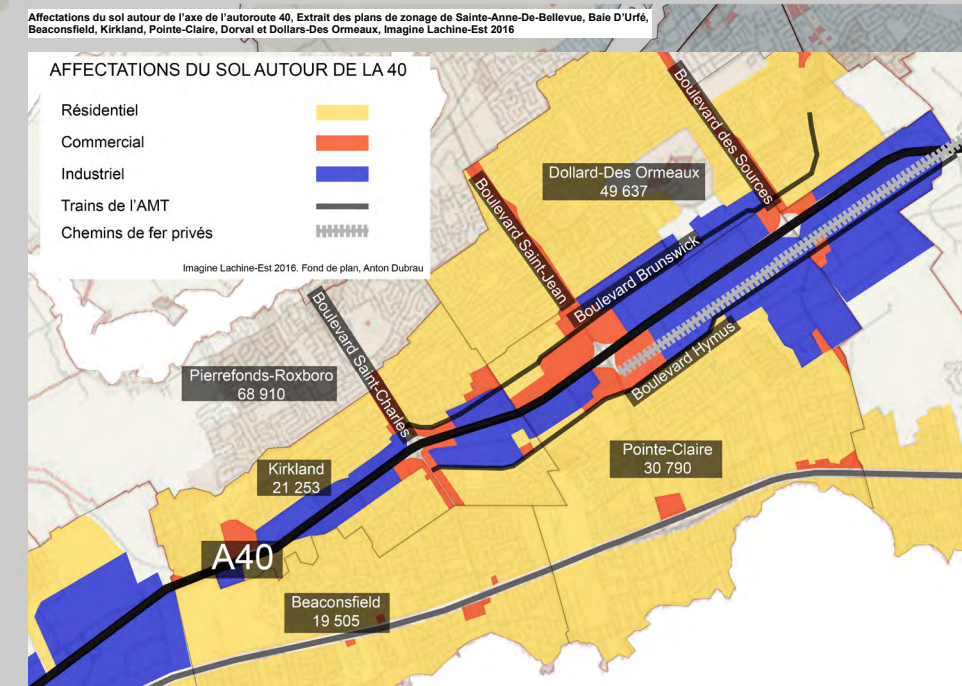 Affectations du sol autour de l'axe de l'autoroute 40, Extrait des plans de zonage de Sainte-Anne-De-Bellevue, Baie D'Urfé,
Beaconsfield, Kirkland, Pointe-Claire, Dorval et Dollars-Des Ormeaux, Imagine Lachine-Est 2016
AFFECTATIONS DU SOL AUTOUR DE LA 40
Résidentiel
Commercial
Industriel
Trains de l'AMT
Chemins de fer privés
Imagine Lachine-Est 2016. Fond de plan, Anton Dubrau
Boulevard des Sources
Dollard-Des Ormeaux
49 637
Boulevard Saint-Jean
Boulevard Brunswick
Boulevard Saint-Charles
Boulevard Hymus
Pierrefonds-Roxboro
68 910
Pointe-Claire
30 790
Kirkland
21 253
A40
Beaconsfield
19 505